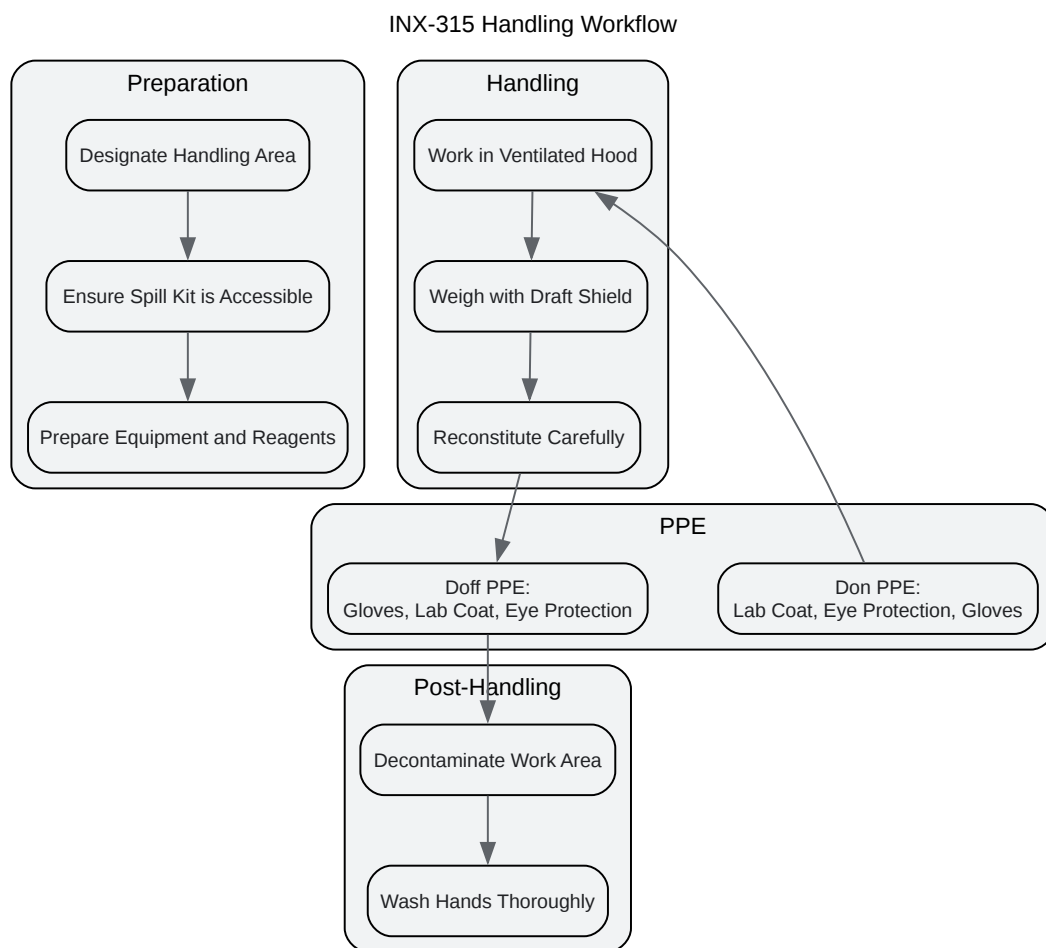 INX-315 Handling Workflow
Preparation
Designate Handling Area
Ensure Spill Kit is Accessible
Prepare Equipment and Reagents
Handling
Work in Ventilated Hood
Weigh with Draft Shield
Reconstitute Carefully
PPE
Doff PPE:
Gloves, Lab Coat, Eye Protection
Don PPE:
Lab Coat, Eye Protection, Gloves
Post-Handling
Decontaminate Work Area
Wash Hands Thoroughly